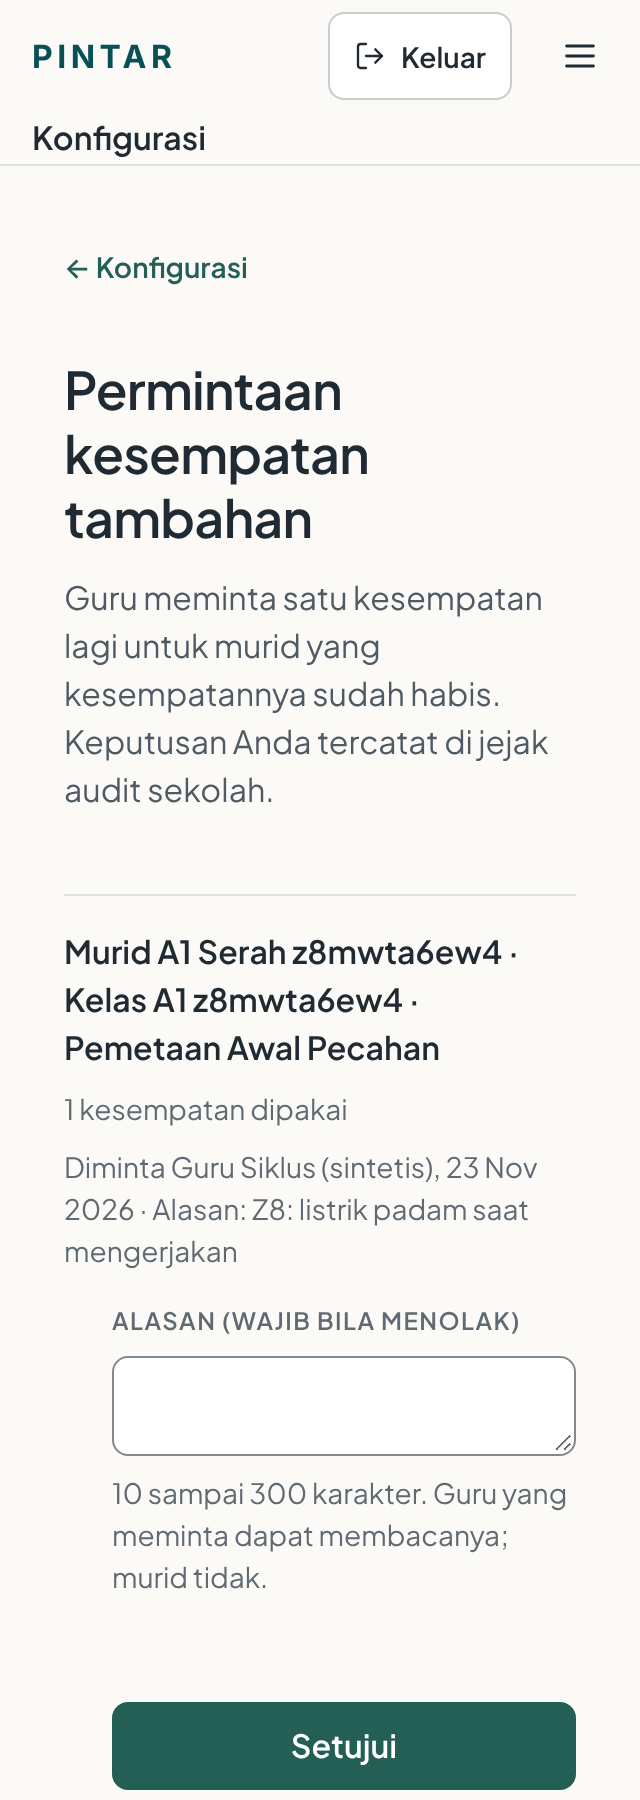 PINTAR
Keluar
Konfigurasi
← Konfigurasi
Permintaan
kesempatan
tambahan
Guru meminta satu kesempatan
lagi untuk murid yang
kesempatannya sudah habis.
Keputusan Anda tercatat di jejak
audit sekolah.
Murid A1 Serah z8mwta6ew4 ·
Kelas A1 z8mwta6ew4 ·
Pemetaan Awal Pecahan
1 kesempatan dipakai
Diminta Guru Siklus (sintetis), 23 Nov
2026 · Alasan: Z8: listrik padam saat
mengerjakan
ALASAN (WAJIB BILA MENOLAK)
10 sampai 300 karakter. Guru yang
meminta dapat membacanya;
murid tidak.
Setujui